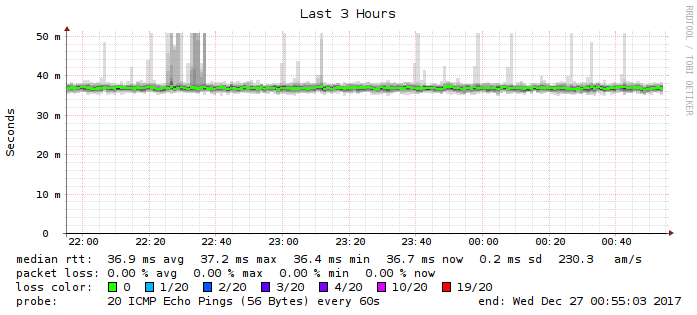 Last 3 Hours
RRDTOOL / TOBI OETIKER
Seconds
50 m
40 m
30 m
20 m
10 m
0
22:00 22:20 22:40 23:00 23:20 23:40 00:00 00:20 00:40
median rtt: 36.9 ms avg 37.2 ms max 36.4 ms min 36.7 ms now 0.2 ms sd 230.3 am/s
packet loss: 0.00 % avg 0.00 % max 0.00 % min 0.00 % now
loss color: 0 1/20 2/20 3/20 4/20 10/20 19/20
probe: 20 ICMP Echo Pings (56 Bytes) every 60s end: Wed Dec 27 00:55:03 2017